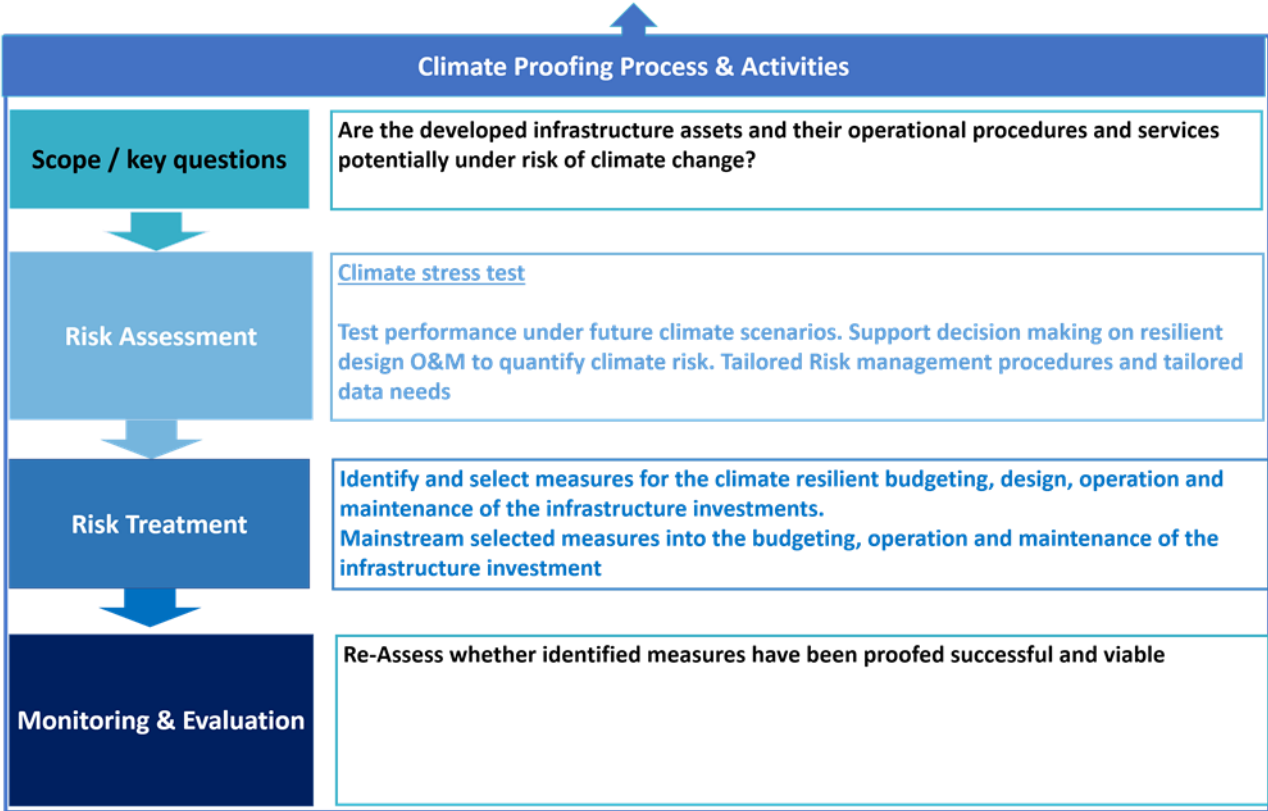 Climate Proofing Process & Activities
Scope / key questions
Are the developed infrastructure assets and their operational procedures and services
potentially under risk of climate change?
Risk Assessment
Climate stress test
Test performance under future climate scenarios. Support decision making on resilient
design O&M to quantify climate risk. Tailored Risk management procedures and tailored
data needs
Risk Treatment
Identify and select measures for the climate resilient budgeting, design, operation and
maintenance of the infrastructure investments.
Mainstream selected measures into the budgeting, operation and maintenance of the
infrastructure investment
Monitoring & Evaluation
Re-Assess whether identified measures have been proofed successful and viable